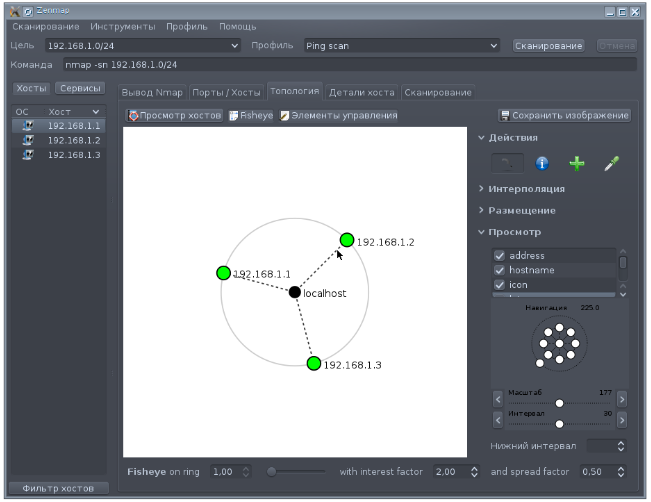 Zenmap
Сканирование Инструменты Профиль Помощь
Цель 192.168.1.0/24 Профиль Ping scan Сканирование Отмена
Команда nmap -sn 192.168.1.0/24
Хосты Сервисы
Вывод Nmap Порты / Хосты Топология Детали хоста Сканирование
ОС Хост
192.168.1.1
192.168.1.2
192.168.1.3
Просмотр хостов Fisheye Элементы управления Сохранить изображение
192.168.1.2
192.168.1.1
localhost
192.168.1.3
Действия
Интерполяция
Размещение
Просмотр
address
hostname
icon
Навигация 225.0
Масштаб 177
Интервал 30
Нижний интервал
Fisheye on ring 1,00 with interest factor 2,00 and spread factor 0,50
Фильтр хостов